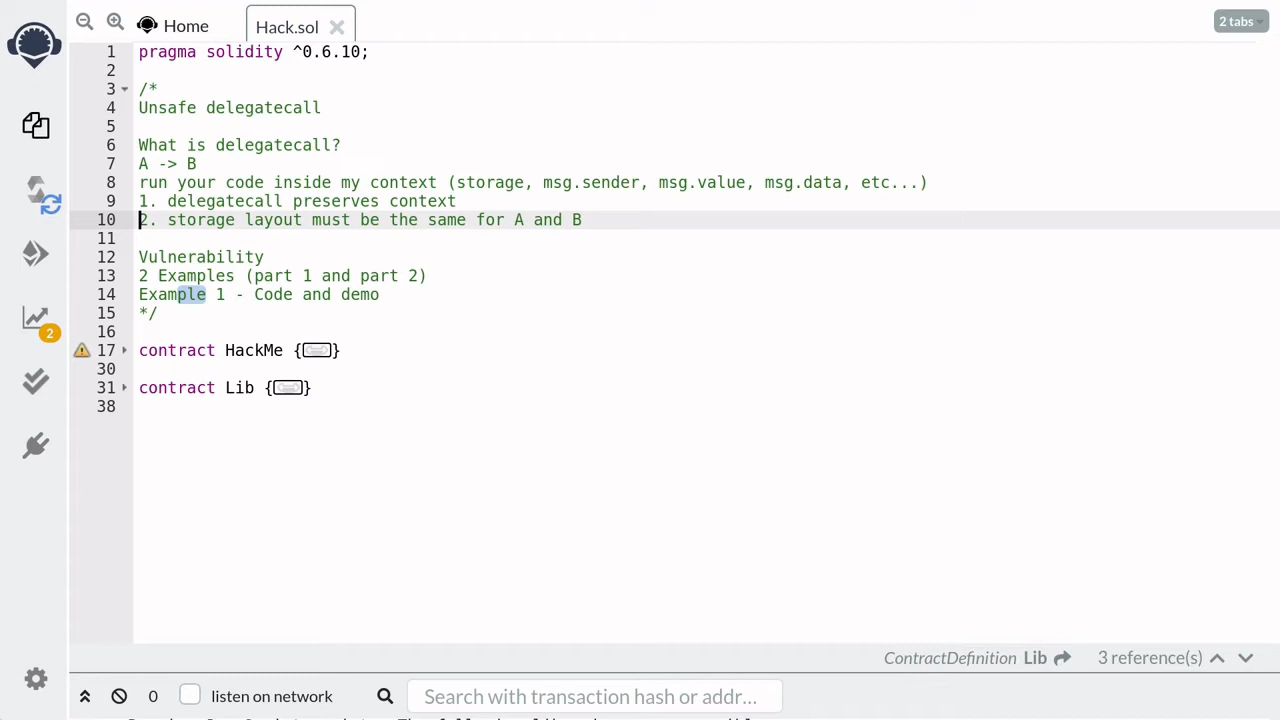 Home
Hack.sol
2 tabs
1 pragma solidity ^0.6.10;
2
3 /*
4 Unsafe delegatecall
5
6 What is delegatecall?
7 A -> B
8 run your code inside my context (storage, msg.sender, msg.value, msg.data, etc...)
9 1. delegatecall preserves context
10 2. storage layout must be the same for A and B
11
12 Vulnerability
13 2 Examples (part 1 and part 2)
14 Example 1 - Code and demo
15 */
16
17 contract HackMe {}
30
31 contract Lib {}
38
2
ContractDefinition Lib 3 reference(s)
0 listen on network Search with transaction hash or addr...